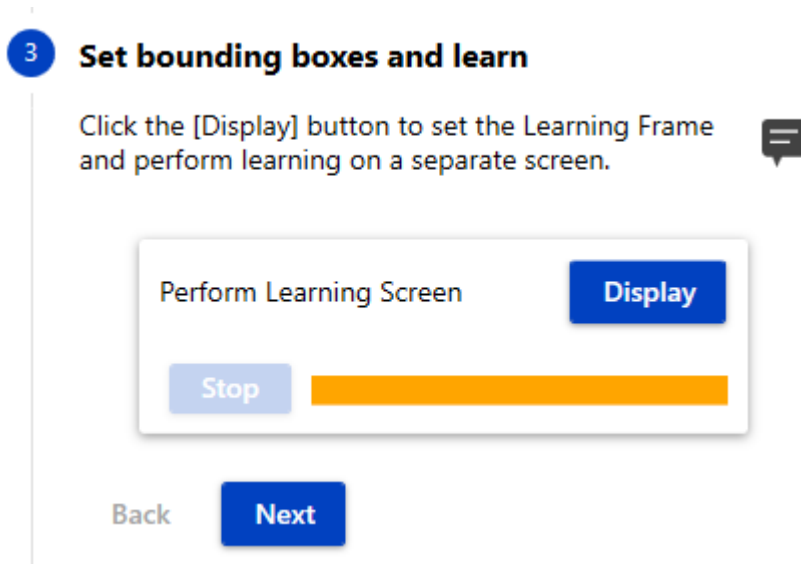 3
Set bounding boxes and learn
Click the [Display] button to set the Learning Frame
and perform learning on a separate screen.
Perform Learning Screen
Display
Stop
Back
Next